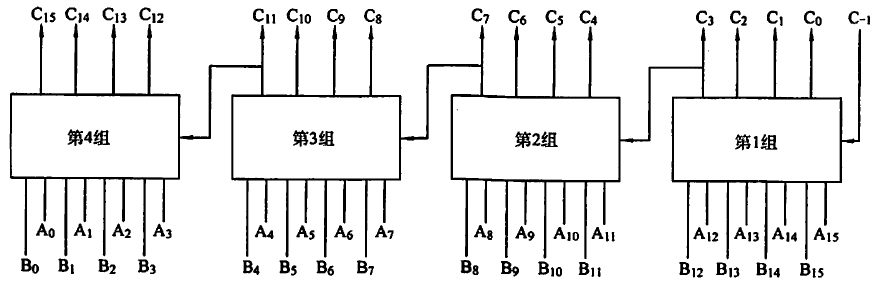 C15 C14 C13 C12 C11 C10 C9 C8 C7 C6 C5 C4 C3 C2 C1 C0 C-1
第4组 第3组 第2组 第1组
A0 A1 A2 A3 A4 A5 A6 A7 A8 A9 A10 A11 A12 A13 A14 A15
B0 B1 B2 B3 B4 B5 B6 B7 B8 B9 B10 B11 B12 B13 B14 B15